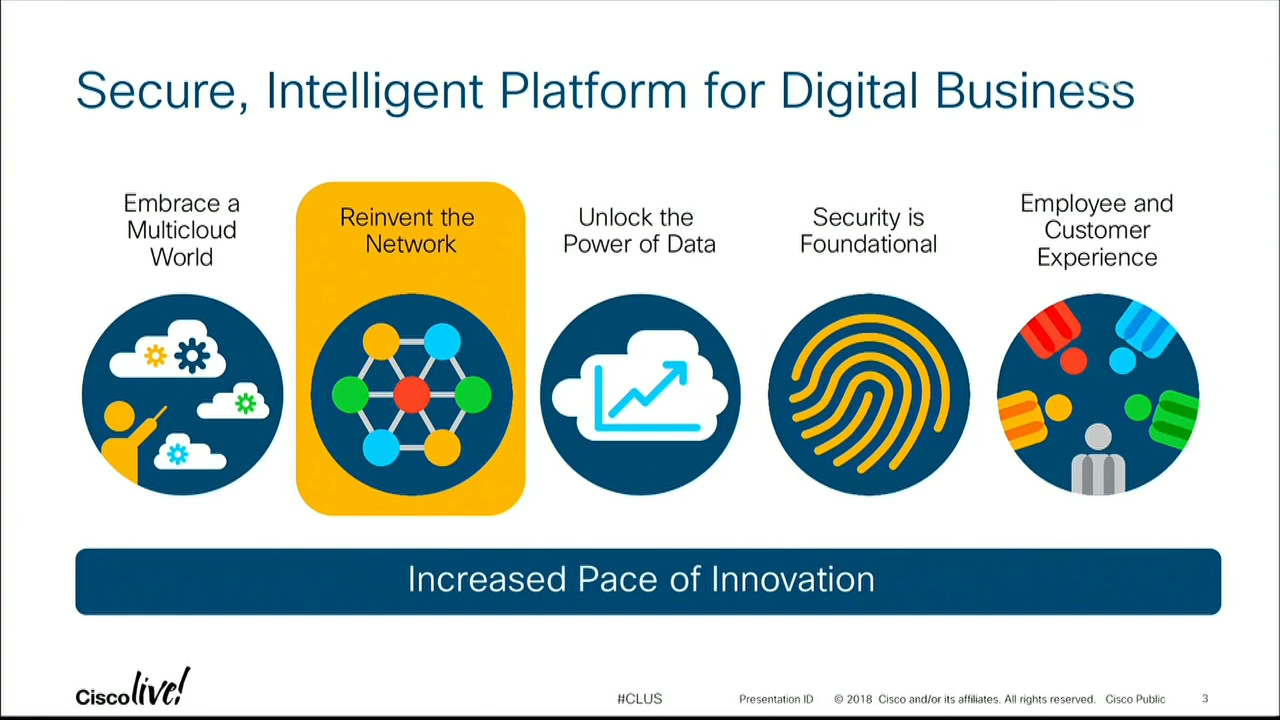 Secure, Intelligent Platform for Digital Business
Embrace a
Multicloud
World
Reinvent the
Network
Unlock the
Power of Data
Security is
Foundational
Employee and
Customer
Experience
Increased Pace of Innovation
Cisco live!
#CLUS
Presentation ID
© 2018 Cisco and/or its affiliates. All rights reserved. Cisco Public
3